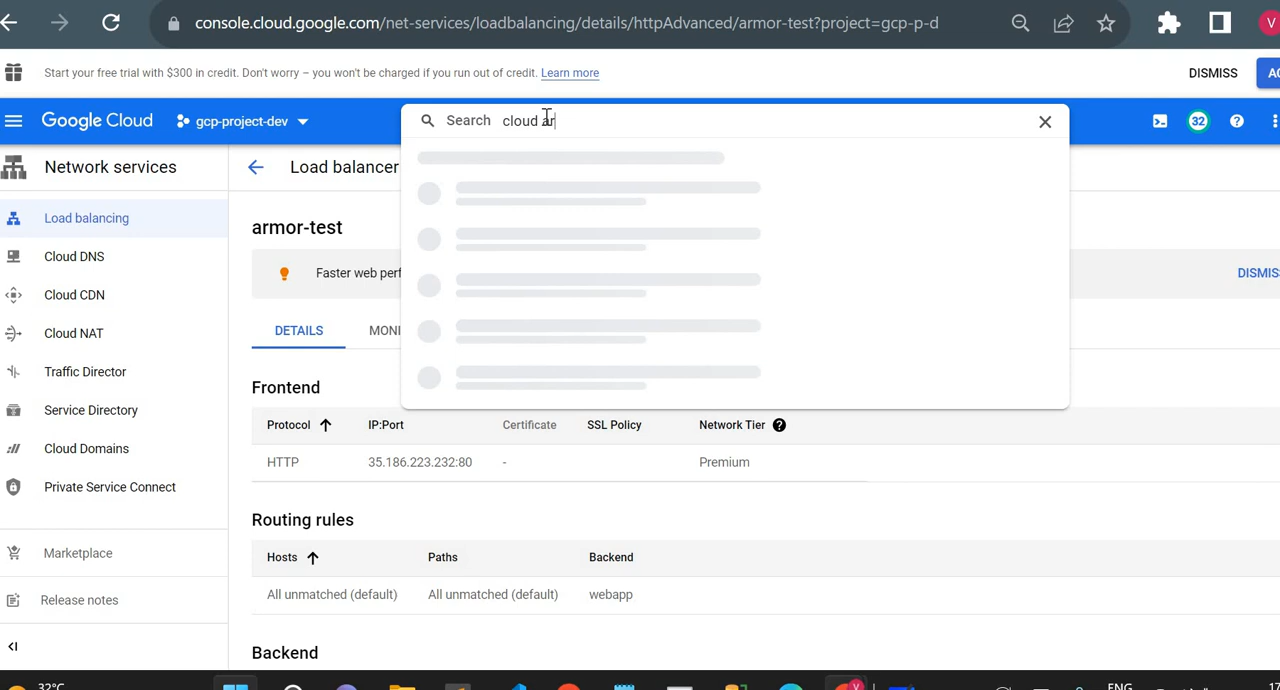 console.cloud.google.com/net-services/loadbalancing/details/httpAdvanced/armor-test?project=gcp-p-d
V
Start your free trial with $300 in credit. Don't worry – you won't be charged if you run out of credit. Learn more
DISMISS
Google Cloud
gcp-project-dev
Search cloud ar
32
Network services
Load balancer
Load balancing
Cloud DNS
Cloud CDN
Cloud NAT
Traffic Director
Service Directory
Cloud Domains
Private Service Connect
Marketplace
Release notes
armor-test
Faster web perf
DISMIS
DETAILS
MONI
Frontend
Protocol IP:Port Certificate SSL Policy Network Tier
HTTP 35.186.223.232:80 - Premium
Routing rules
Hosts Paths Backend
All unmatched (default) All unmatched (default) webapp
Backend
32°C
ENG
17